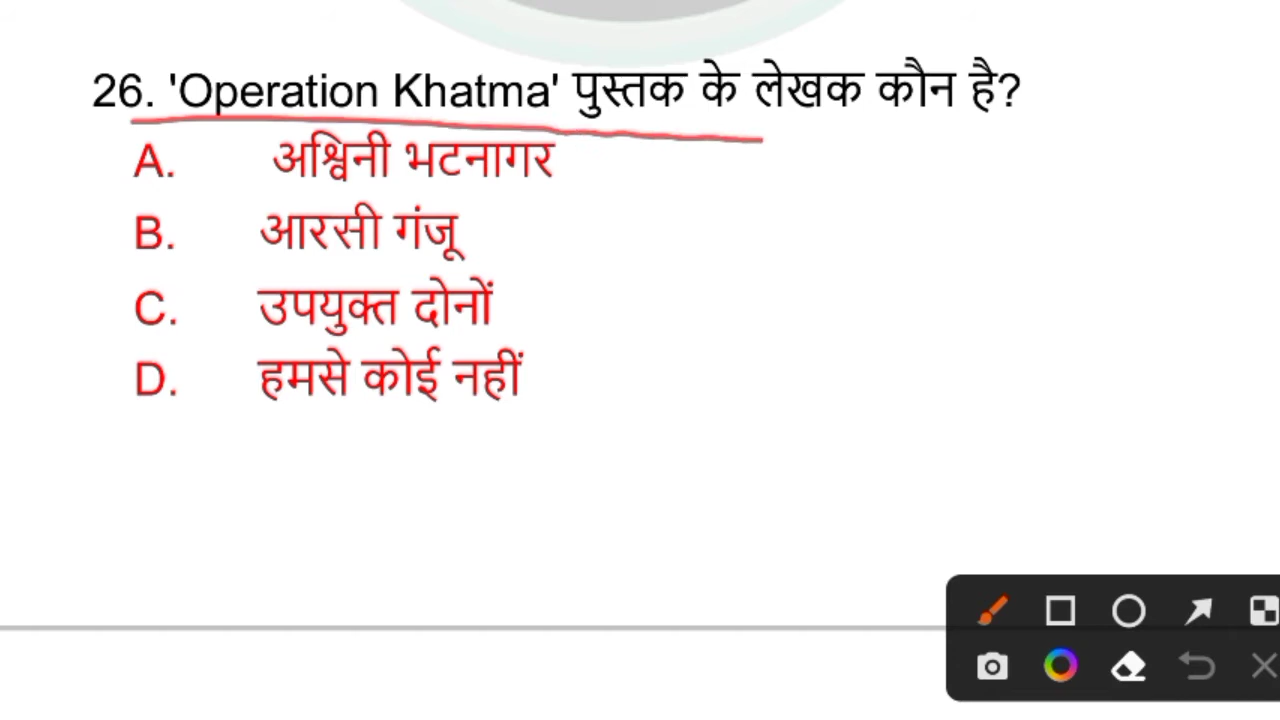 26. 'Operation Khatma' पुस्तक के लेखक कौन है?
A. अश्विनी भटनागर
B. आरसी गंजू
C. उपयुक्त दोनों
D. हमसे कोई नहीं